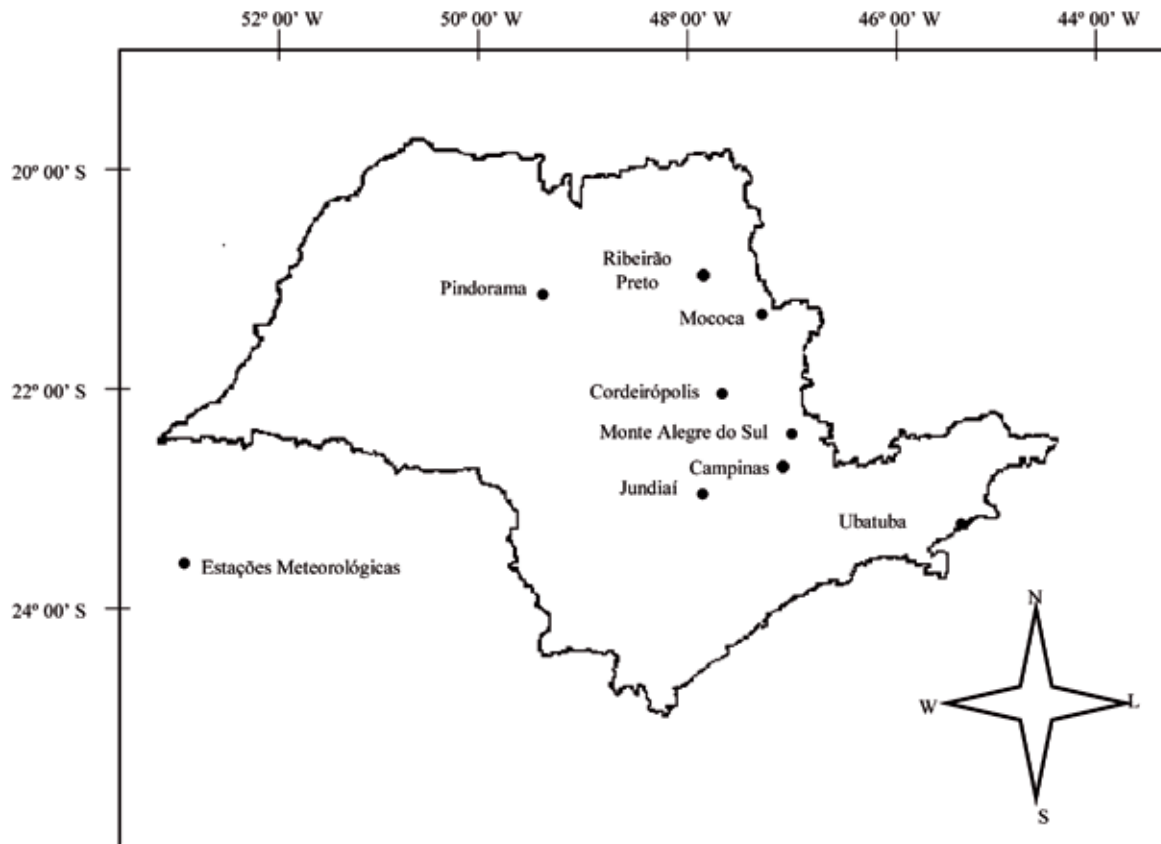 52º 00’ W 50º 00’ W 48º 00’ W 46º 00’ W 44º 00’ W
20º 00’ S
Ribeirão
Preto
Pindorama
Mococa
22º 00’ S
Cordeirópolis
Monte Alegre do Sul
Campinas
Jundiaí
Ubatuba
Estações Meteorológicas
24º 00’ S
N
W
L
S